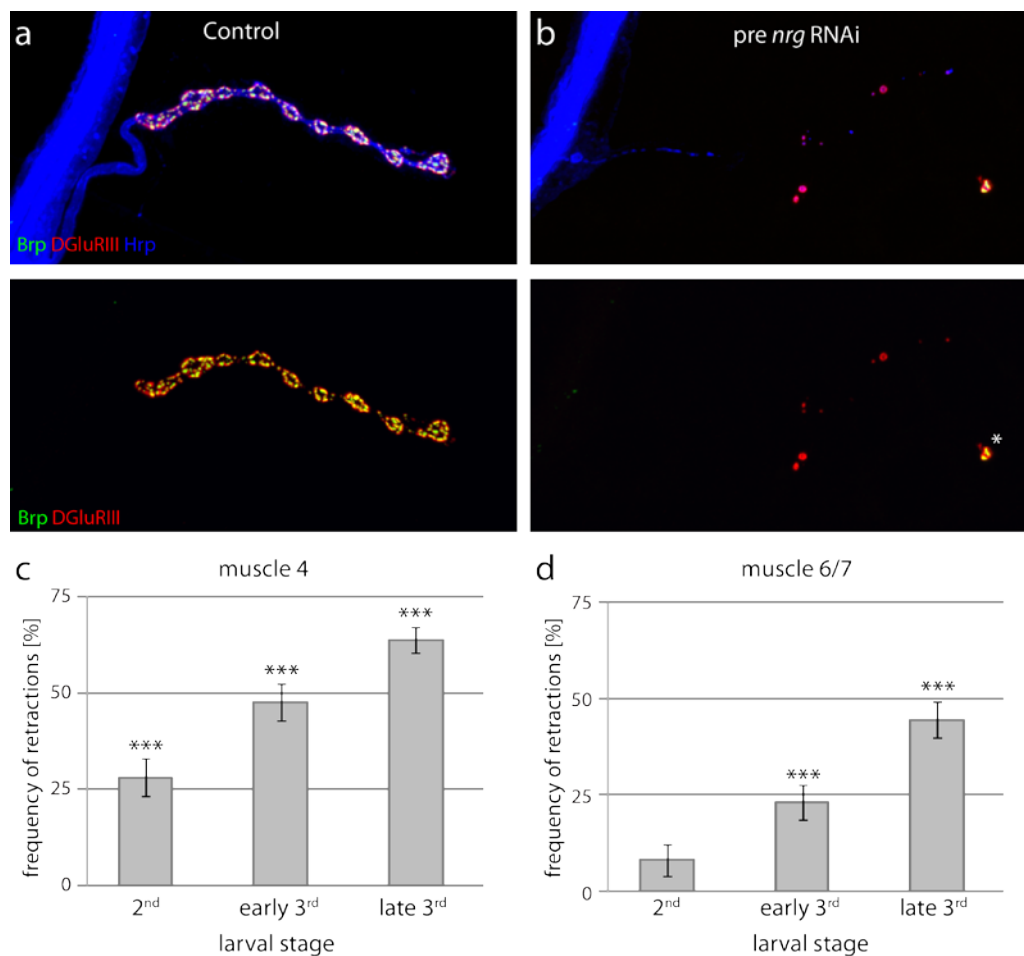 a
Control
Brp DGluRIII Hrp
b
pre nrg RNAi
Brp DGluRIII
*
c
muscle 4
frequency of retractions [%]
75
50
25
0
***
***
***
2nd
early 3rd
late 3rd
larval stage
d
muscle 6/7
frequency of retractions [%]
75
50
25
0
***
***
2nd
early 3rd
late 3rd
larval stage